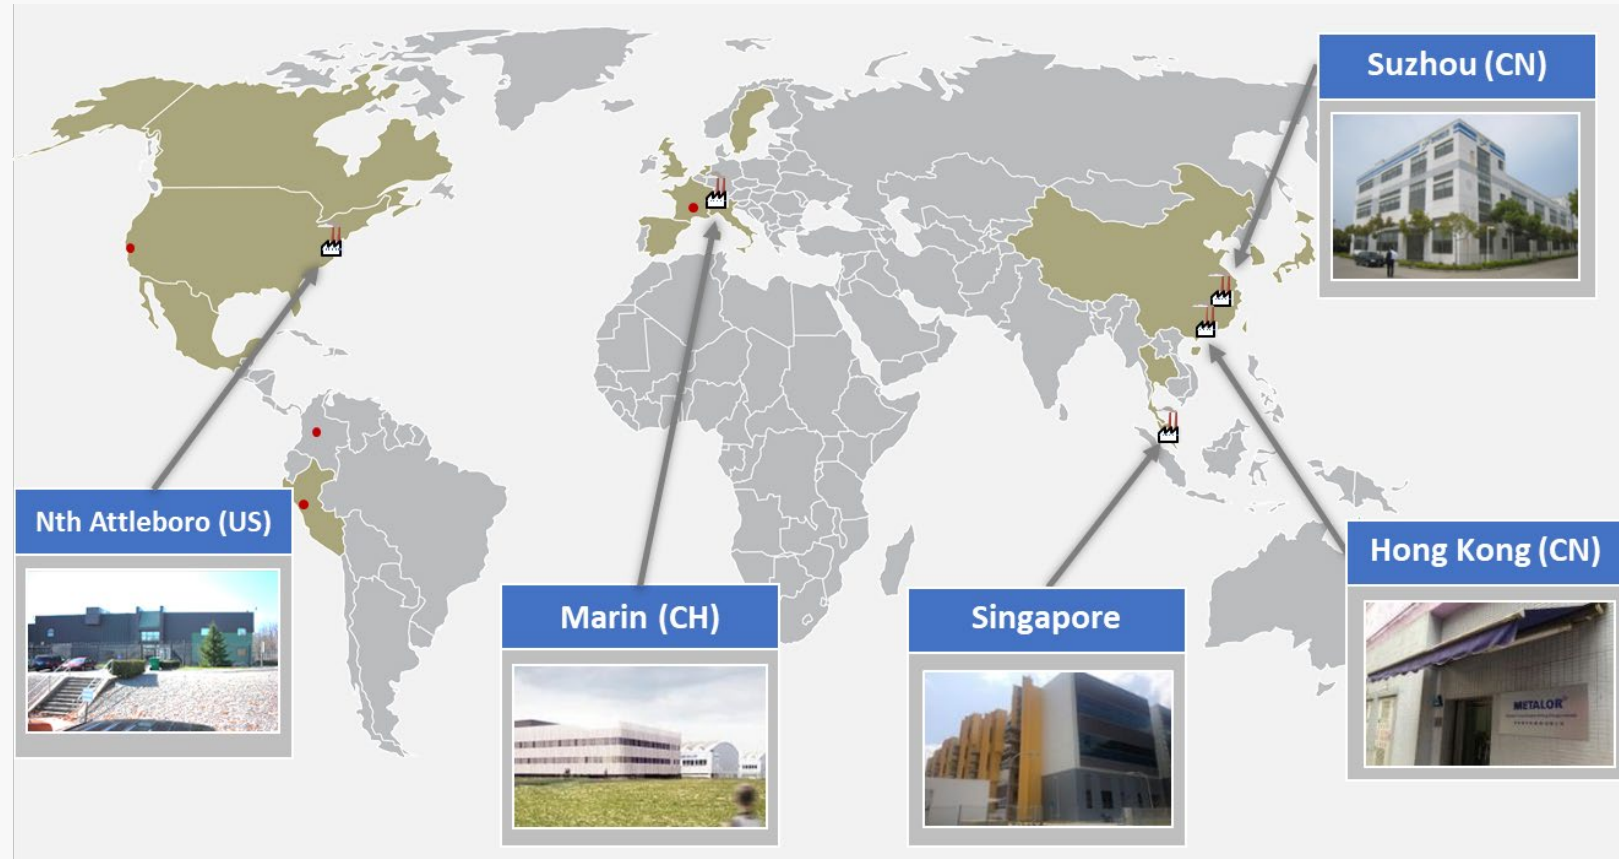 Suzhou (CN)
Nth Attleboro (US)
Hong Kong (CN)
Marin (CH)
Singapore
METALOR